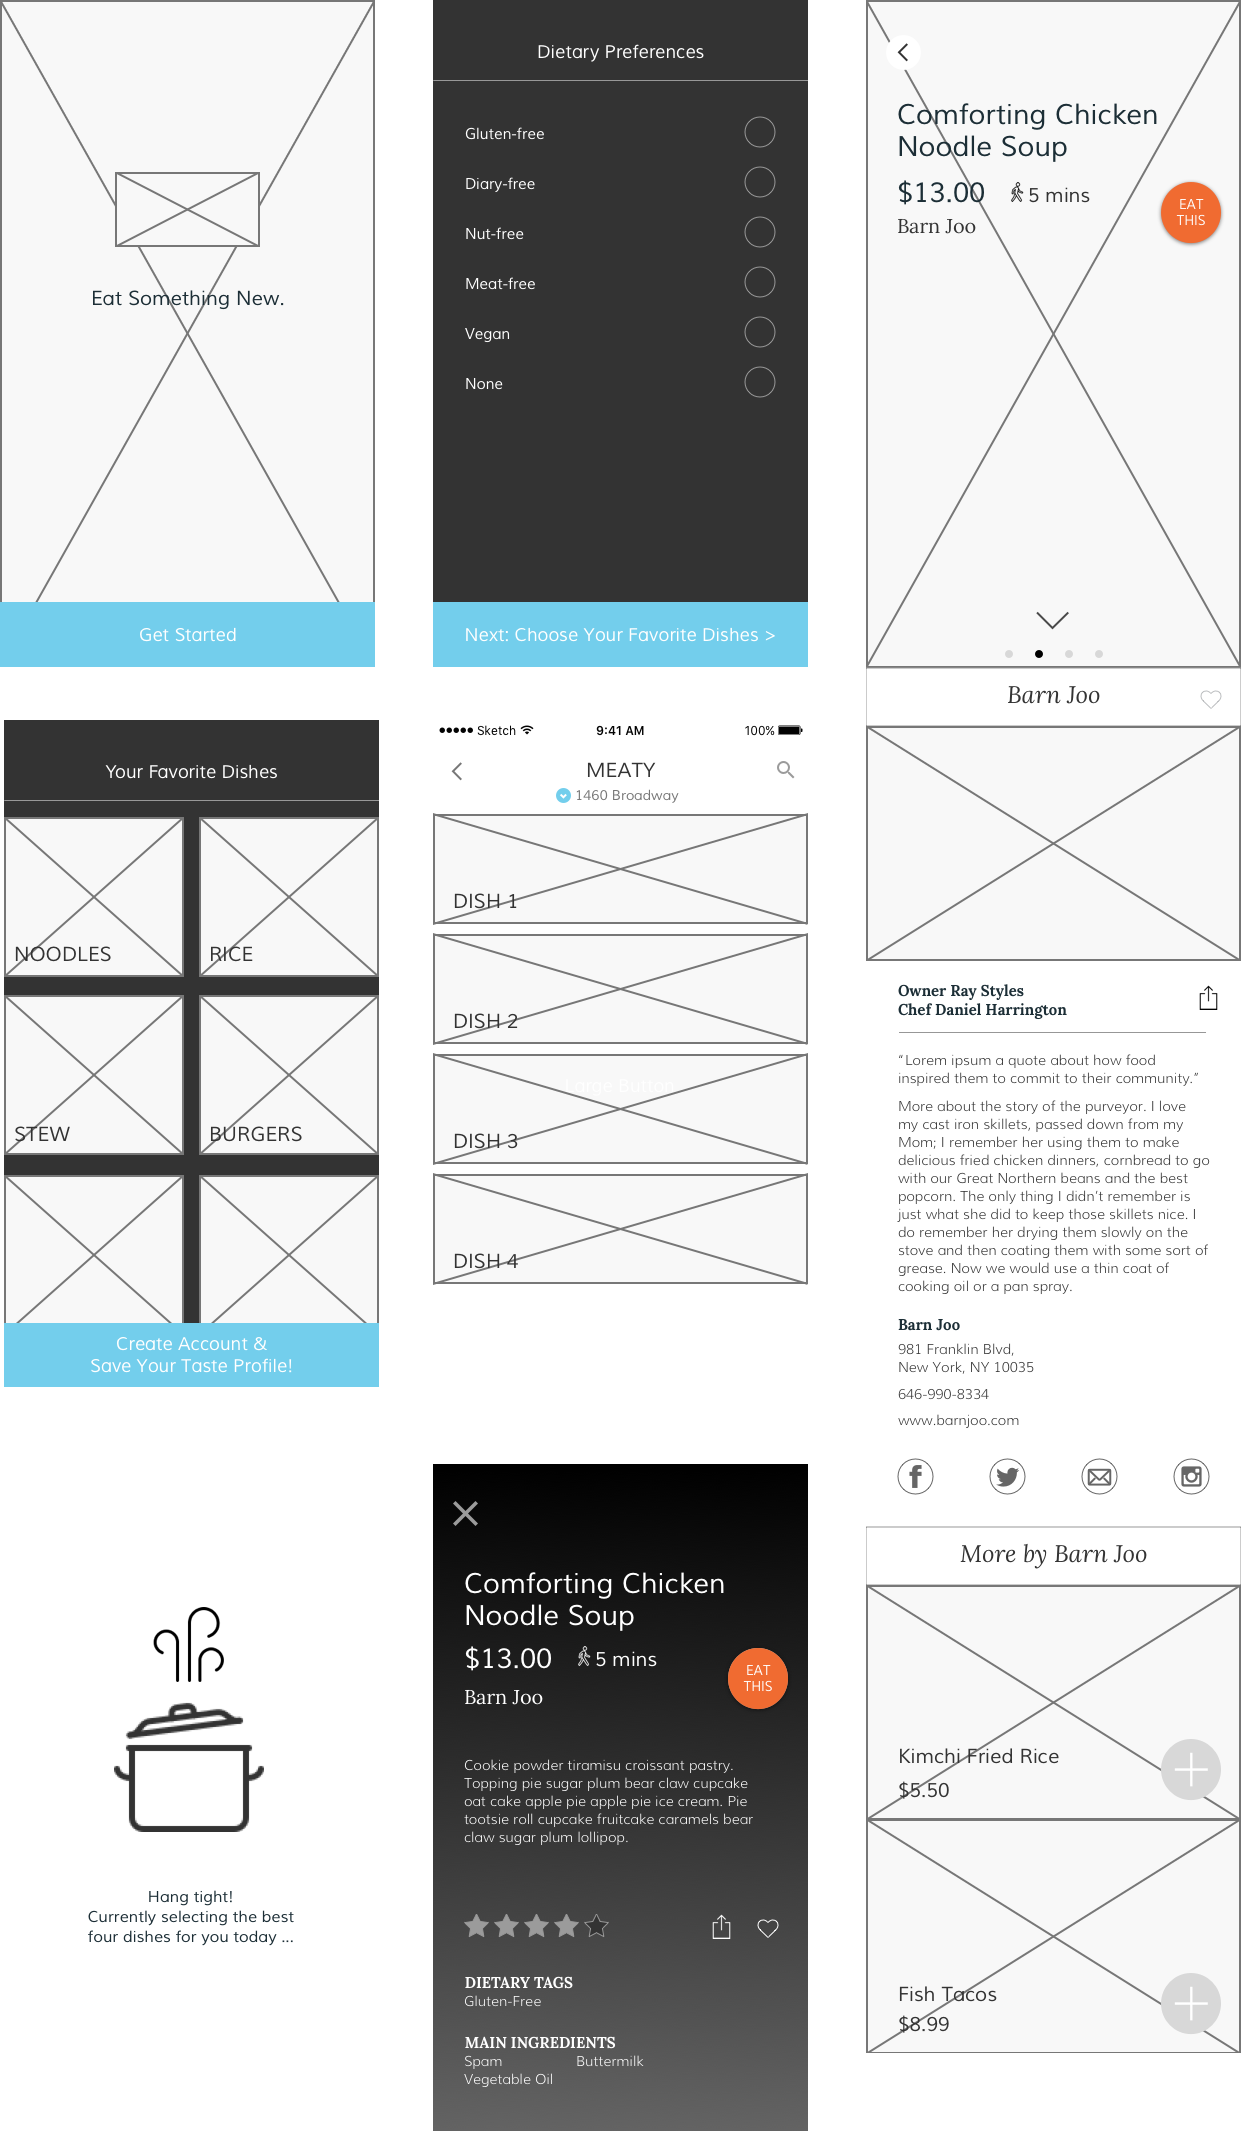 Eat Something New.
Get Started
Dietary Preferences
Gluten-free
Diary-free
Nut-free
Meat-free
Vegan
None
Next: Choose Your Favorite Dishes >
Comforting Chicken
Noodle Soup
$13.00
5 mins
Barn Joo
EAT
THIS
Barn Joo
Owner Ray Styles
Chef Daniel Harrington
“Lorem ipsum a quote about how food
inspired them to commit to their community.”
More about the story of the purveyor. I love
my cast iron skillets, passed down from my
Mom; I remember her using them to make
delicious fried chicken dinners, cornbread to go
with our Great Northern beans and the best
popcorn. The only thing I didn’t remember is
just what she did to keep those skillets nice. I
do remember her drying them slowly on the
stove and then coating them with some sort of
grease. Now we would use a thin coat of
cooking oil or a pan spray.
Barn Joo
981 Franklin Blvd,
New York, NY 10035
646-990-8334
www.barnjoo.com
More by Barn Joo
Kimchi Fried Rice
$5.50
Fish Tacos
$8.99
Your Favorite Dishes
NOODLES
RICE
STEW
BURGERS
Create Account &
Save Your Taste Profile!
Sketch
9:41 AM
100%
MEATY
1460 Broadway
DISH 1
DISH 2
Large Button
DISH 3
DISH 4
Hang tight!
Currently selecting the best
four dishes for you today ...
Comforting Chicken
Noodle Soup
$13.00
5 mins
Barn Joo
EAT
THIS
Cookie powder tiramisu croissant pastry.
Topping pie sugar plum bear claw cupcake
oat cake apple pie apple pie ice cream. Pie
tootsie roll cupcake fruitcake caramels bear
claw sugar plum lollipop.
DIETARY TAGS
Gluten-Free
MAIN INGREDIENTS
Spam
Buttermilk
Vegetable Oil